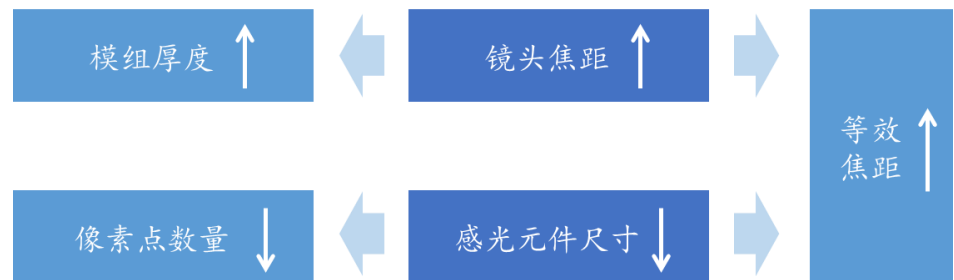 模组厚度
镜头焦距
等效
焦距
像素点数量
感光元件尺寸